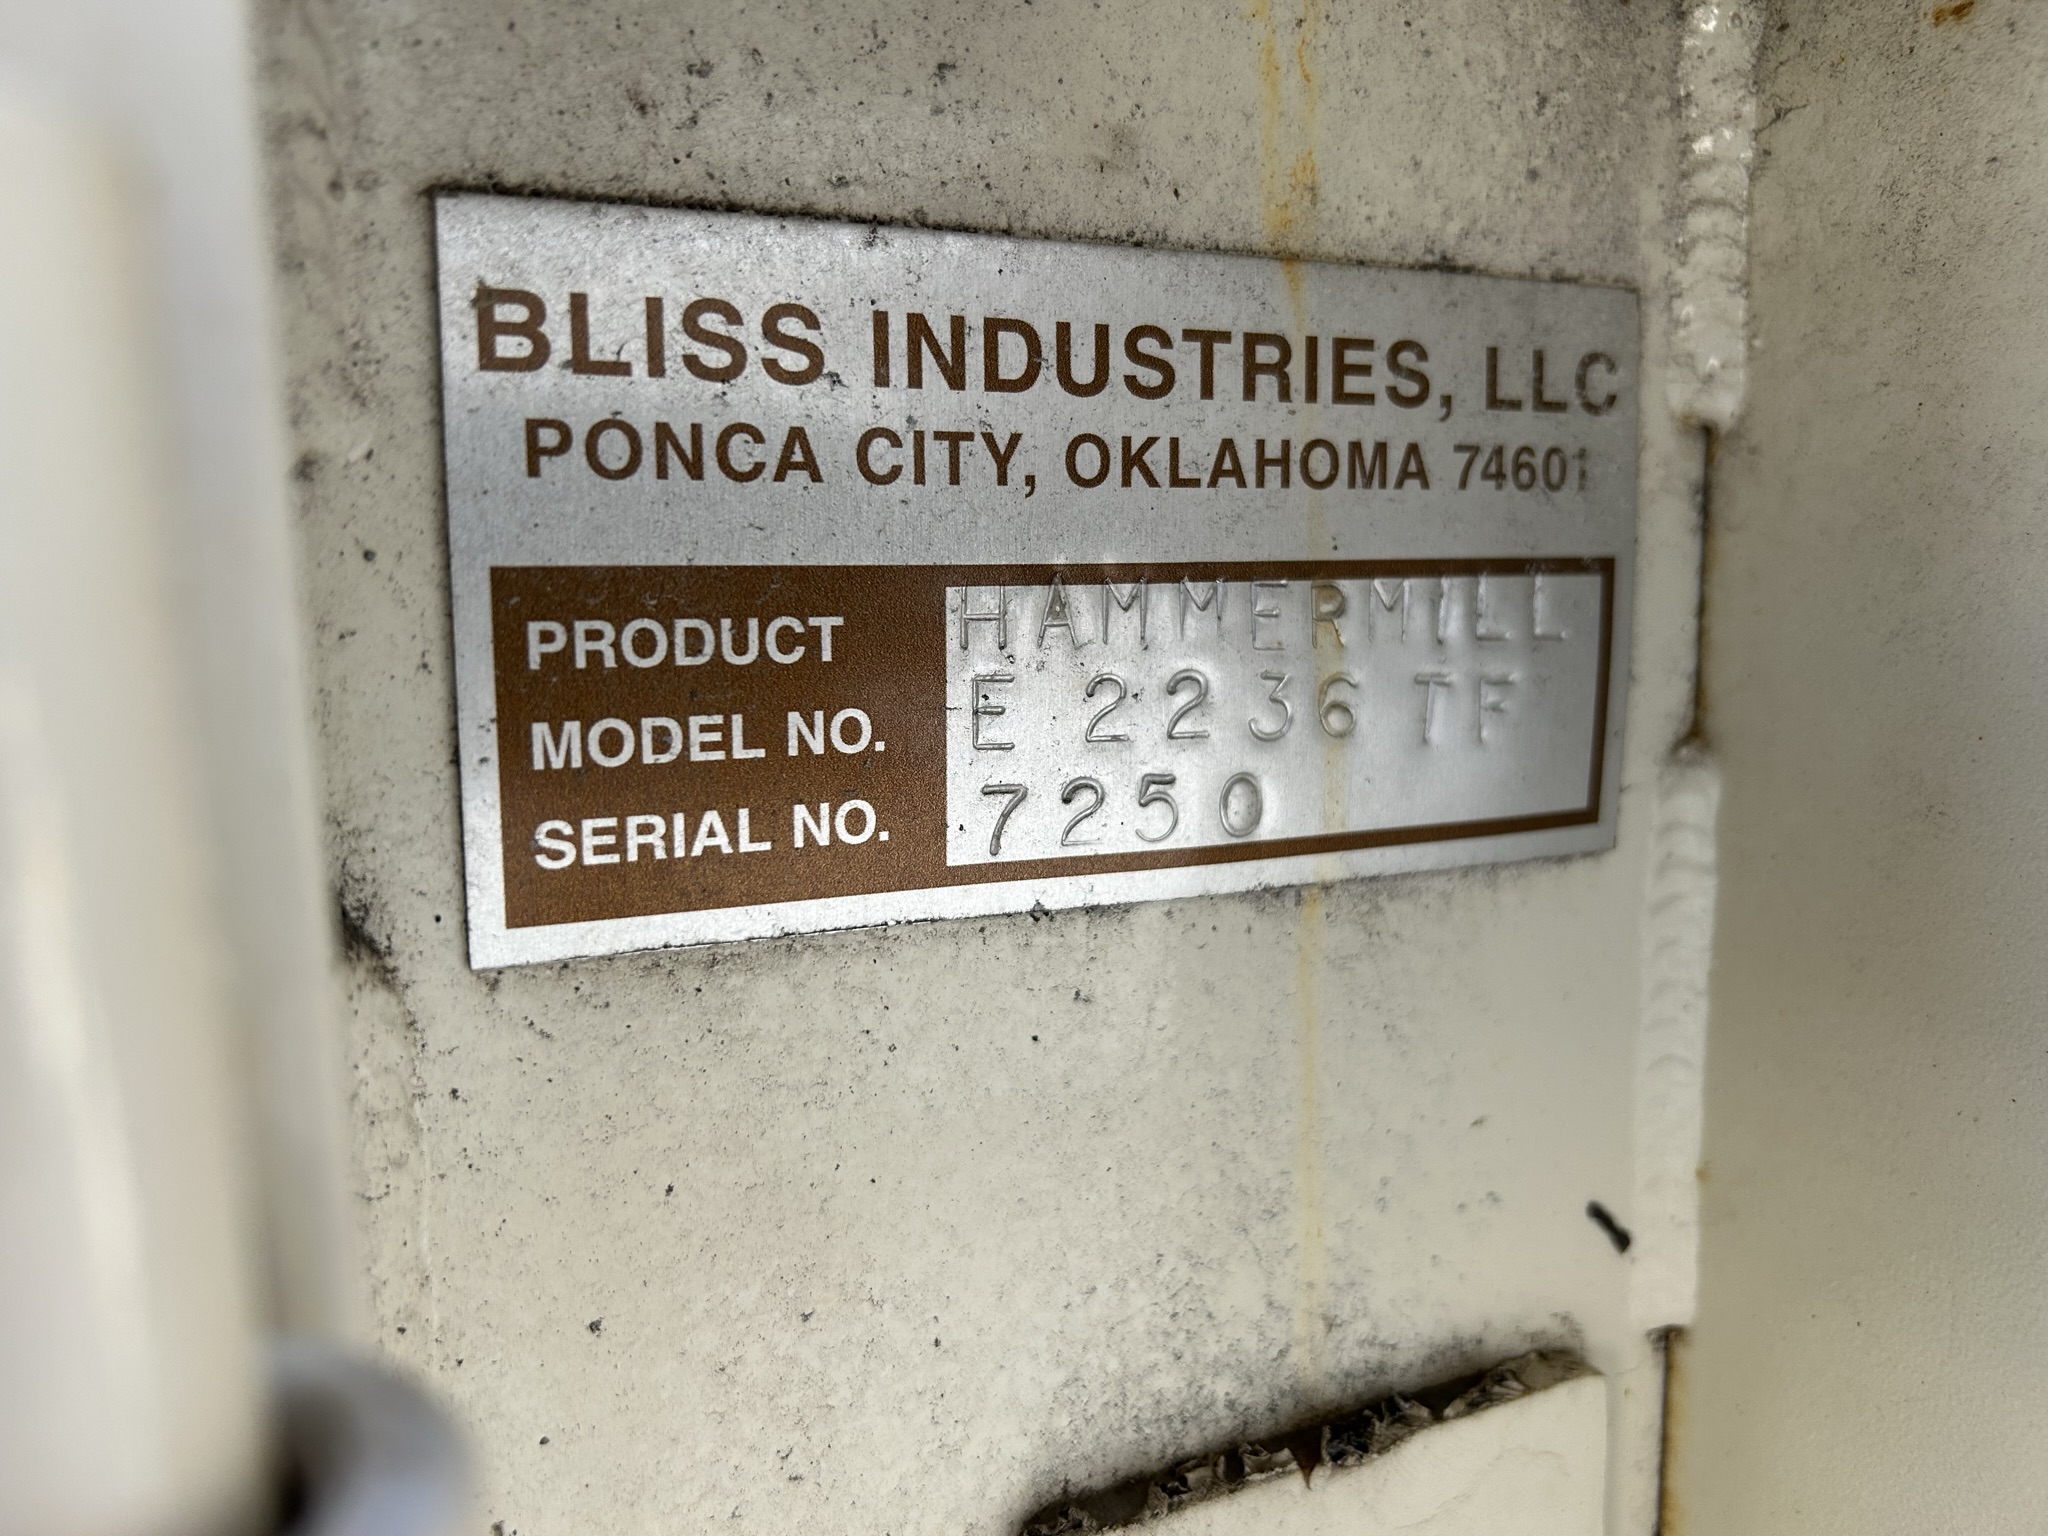 BLISS INDUSTRIES, LLC
PONCA CITY, OKLAHOMA 74601
PRODUCT HAMMERMILL
MODEL NO. E 2236 TF
SERIAL NO. 7250